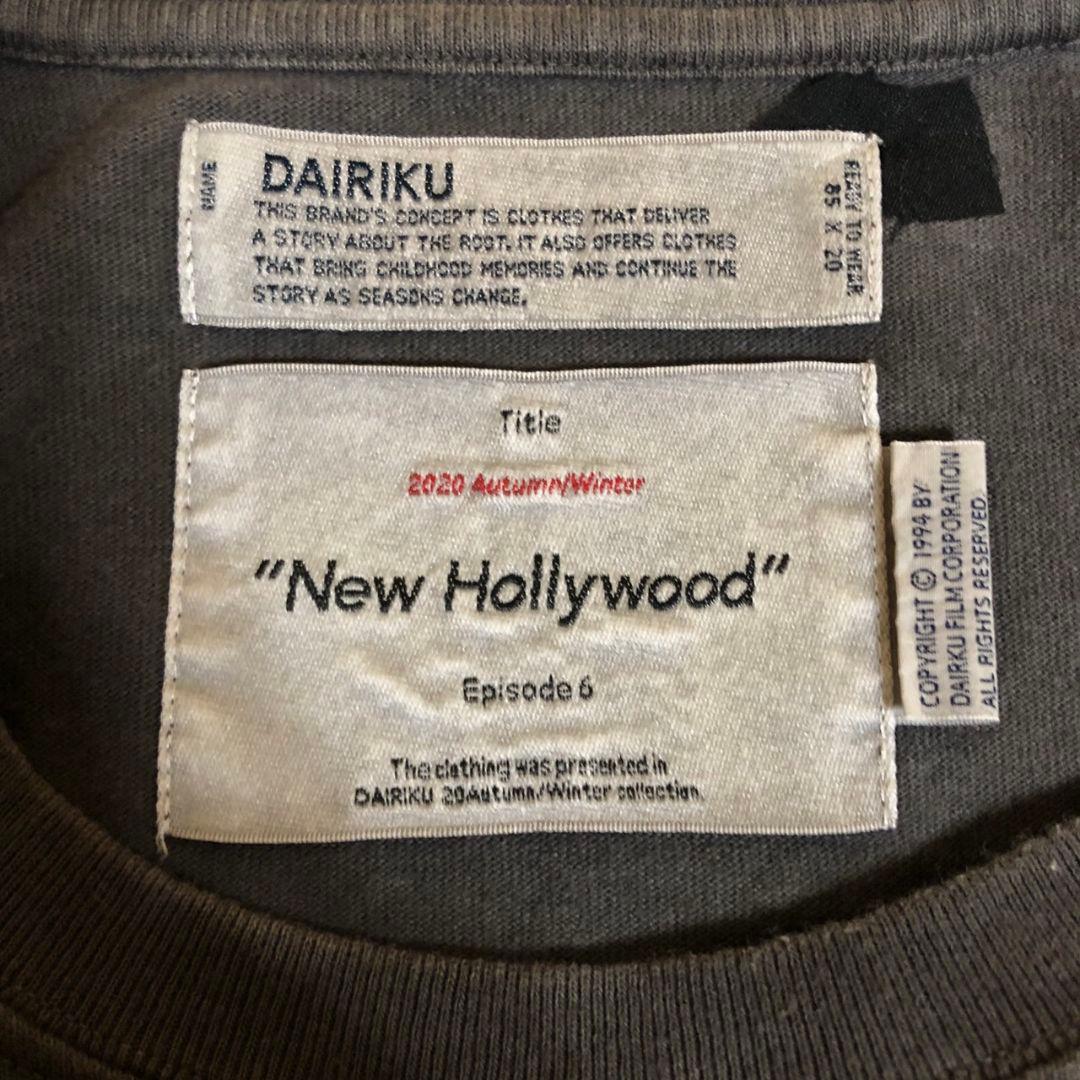 NAME
DAIRIKU
THIS BRAND'S CONCEPT IS CLOTHES THAT DELIVER
A STORY ABOUT THE ROOT. IT ALSO OFFERS CLOTHES
THAT BRING CHILDHOOD MEMORIES AND CONTINUE THE
STORY AS SEASONS CHANGE.
READY TO WEAR
85 X 20
Title
2020 Autumn/Winter
"New Hollywood"
Episode 6
The clothing was presented in
DAIRIKU 20Autumn/Winter collection.
COPYRIGHT © 1994 BY
DAIRKU FILM CORPORATION
ALL RIGHTS RESERVED.